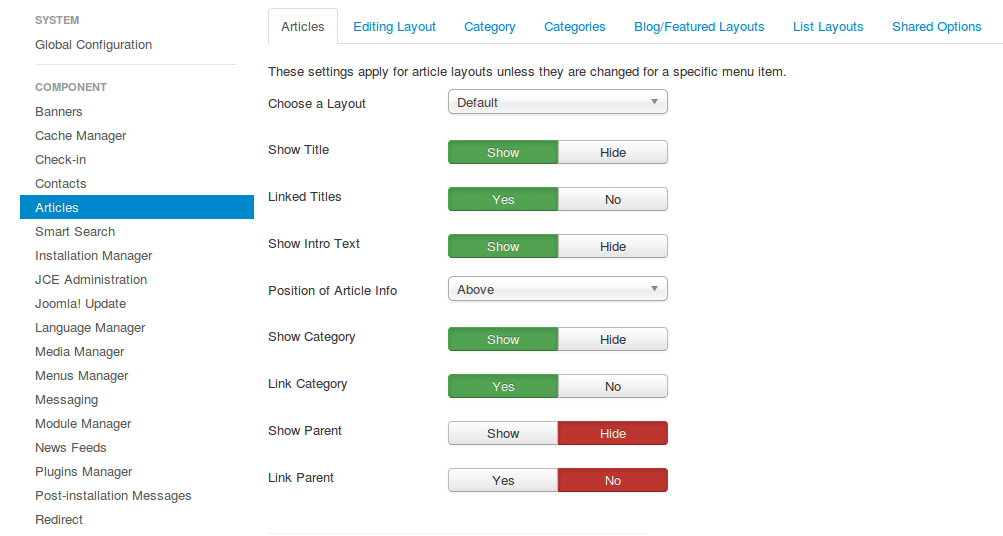 SYSTEM
Global Configuration
COMPONENT
Banners
Cache Manager
Check-in
Contacts
Articles
Smart Search
Installation Manager
JCE Administration
Joomla! Update
Language Manager
Media Manager
Menus Manager
Messaging
Module Manager
News Feeds
Plugins Manager
Post-installation Messages
Redirect
Articles Editing Layout Category Categories Blog/Featured Layouts List Layouts Shared Options
These settings apply for article layouts unless they are changed for a specific menu item.
Choose a Layout Default
Show Title Show Hide
Linked Titles Yes No
Show Intro Text Show Hide
Position of Article Info Above
Show Category Show Hide
Link Category Yes No
Show Parent Show Hide
Link Parent Yes No